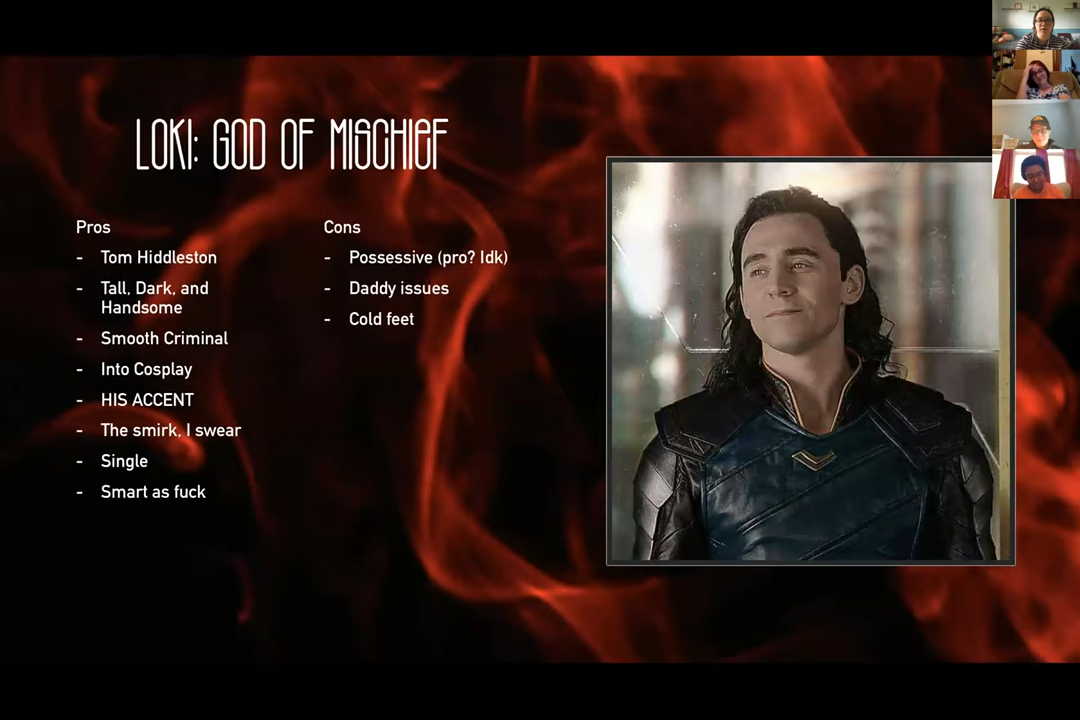 LOKI: GOD OF MISCHIEF
Pros
- Tom Hiddleston
- Tall, Dark, and
Handsome
- Smooth Criminal
- Into Cosplay
- HIS ACCENT
- The smirk, I swear
- Single
- Smart as fuck
Cons
- Possessive (pro? Idk)
- Daddy issues
- Cold feet